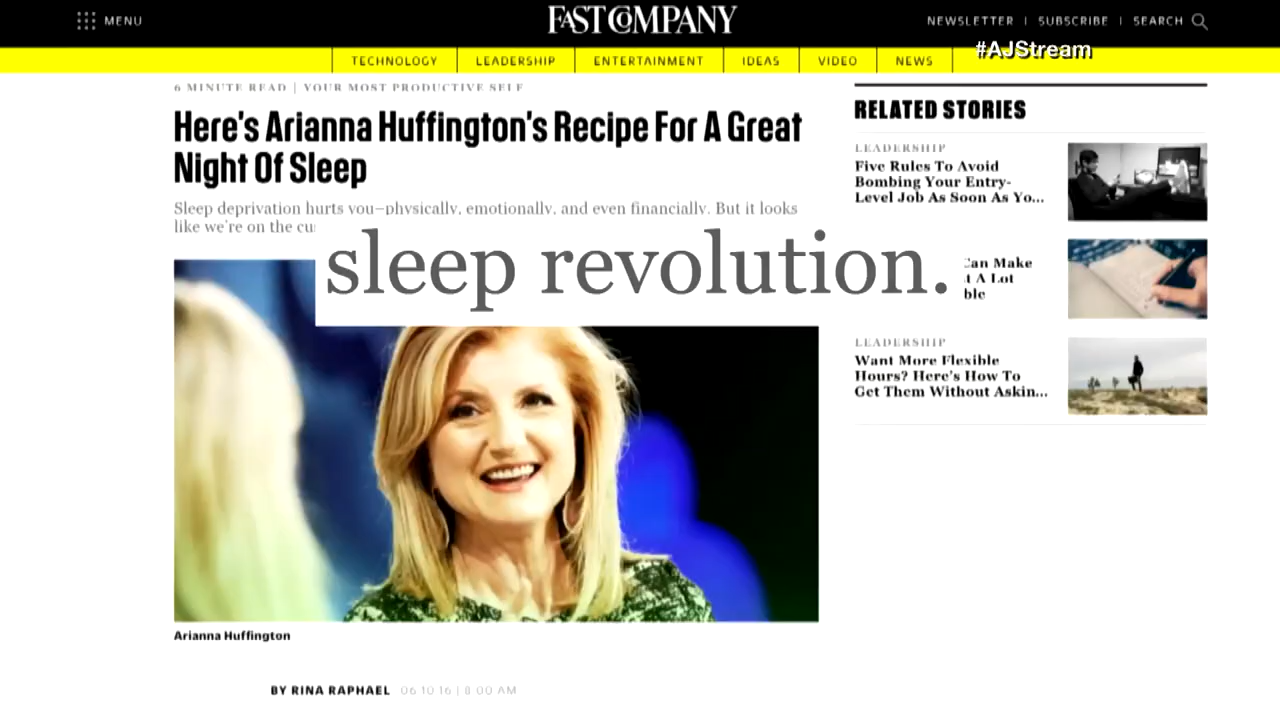 MENU
FAST COMPANY
NEWSLETTER | SUBSCRIBE | SEARCH
#AJStream
TECHNOLOGY
LEADERSHIP
ENTERTAINMENT
IDEAS
VIDEO
NEWS
6 MINUTE READ | YOUR MOST PRODUCTIVE SELF
Here's Arianna Huffington's Recipe For A Great
Night Of Sleep
Sleep deprivation hurts you—physically, emotionally, and even financially. But it looks
like we're on the
sleep revolution.
Arianna Huffington
BY RINA RAPHAEL 06.10.16 | 8:00 AM
RELATED STORIES
LEADERSHIP
Five Rules To Avoid
Bombing Your Entry-
Level Job As Soon As Yo...
Can Make
A Lot
LEADERSHIP
Want More Flexible
Hours? Here's How To
Get Them Without Askin...